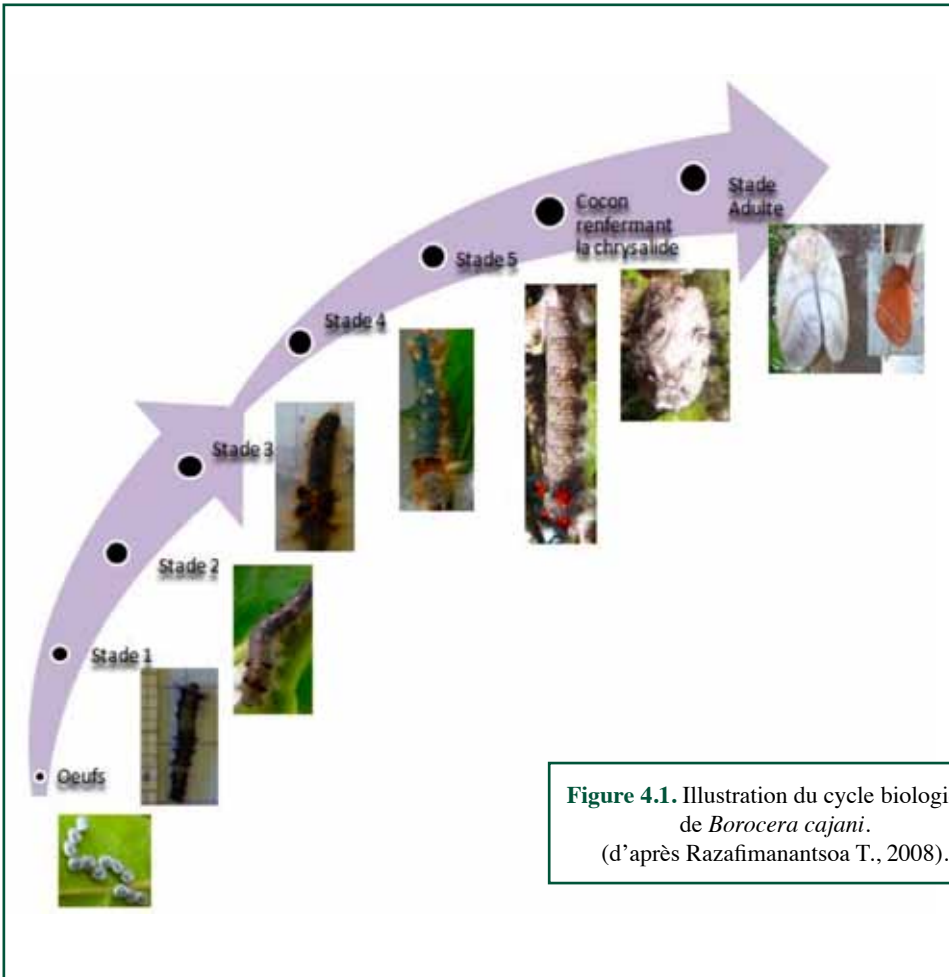 Oeufs
Stade 1
Stade 2
Stade 3
Stade 4
Stade 5
Cocon
renfermant
la chrysalide
Stade
Adulte
Figure 4.1. Illustration du cycle biologi
de Borocera cajani.
(d'après Razafimanantsoa T., 2008).